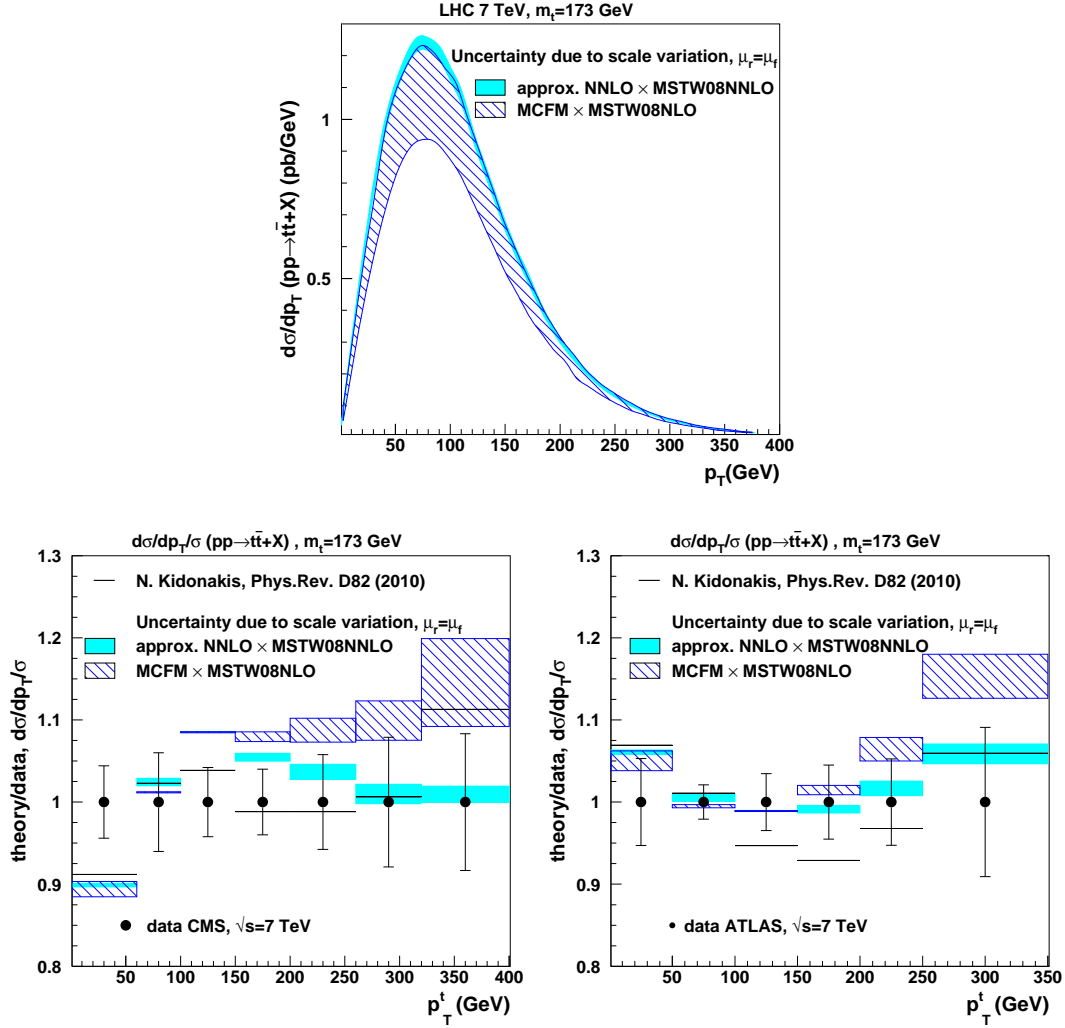 LHC 7 TeV, mₜ=173 GeV
Uncertainty due to scale variation, μᵣ=μ_f
approx. NNLO × MSTW08NNLO
MCFM × MSTW08NLO
dσ/dp_T (pp→tt̄+X) (pb/GeV)
1
0.5
50 100 150 200 250 300 350 400
p_T(GeV)
dσ/dp_T/σ (pp→tt̄+X) , mₜ=173 GeV
N. Kidonakis, Phys.Rev. D82 (2010)
Uncertainty due to scale variation, μᵣ=μ_f
approx. NNLO × MSTW08NNLO
MCFM × MSTW08NLO
theory/data, dσ/dp_T/σ
1.3
1.2
1.1
1
0.9
0.8
data CMS, √s=7 TeV
50 100 150 200 250 300 350 400
p^t_T (GeV)
dσ/dp_T/σ (pp→tt̄+X) , mₜ=173 GeV
N. Kidonakis, Phys.Rev. D82 (2010)
Uncertainty due to scale variation, μᵣ=μ_f
approx. NNLO × MSTW08NNLO
MCFM × MSTW08NLO
theory/data, dσ/dp_T/σ
1.3
1.2
1.1
1
0.9
0.8
data ATLAS, √s=7 TeV
50 100 150 200 250 300 350
p^t_T (GeV)